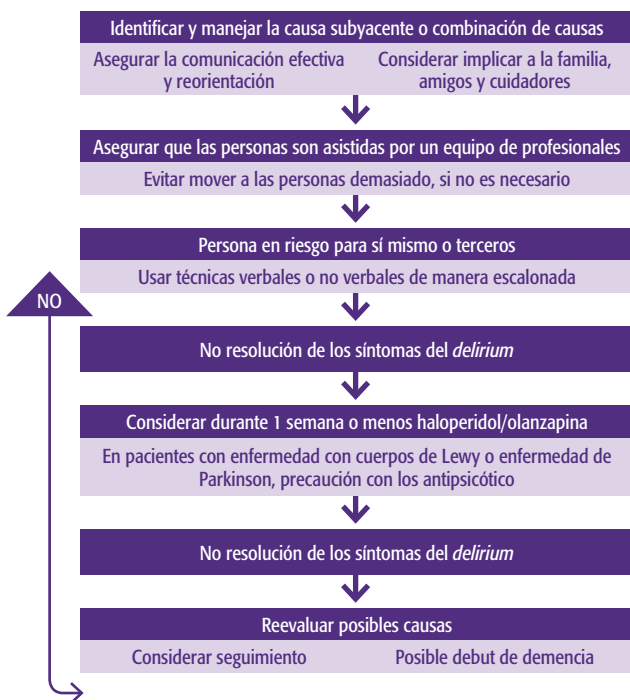 Identificar y manejar la causa subyacente o combinación de causas
Asegurar la comunicación efectiva
y reorientación
Considerar implicar a la familia,
amigos y cuidadores
Asegurar que las personas son asistidas por un equipo de profesionales
Evitar mover a las personas demasiado, si no es necesario
Persona en riesgo para sí mismo o terceros
Usar técnicas verbales o no verbales de manera escalonada
NO
No resolución de los síntomas del delirium
Considerar durante 1 semana o menos haloperidol/olanzapina
En pacientes con enfermedad con cuerpos de Lewy o enfermedad de
Parkinson, precaución con los antipsicótico
No resolución de los síntomas del delirium
Reevaluar posibles causas
Considerar seguimiento
Posible debut de demencia